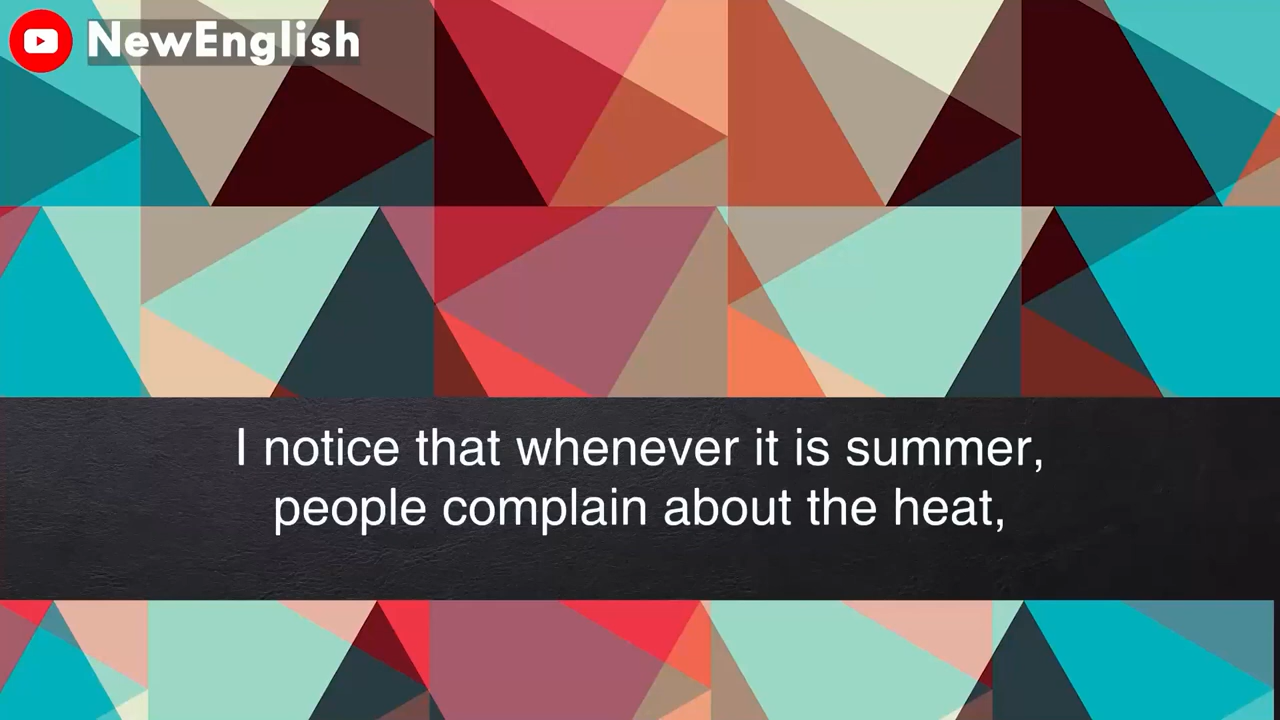 NewEnglish
I notice that whenever it is summer,
people complain about the heat,